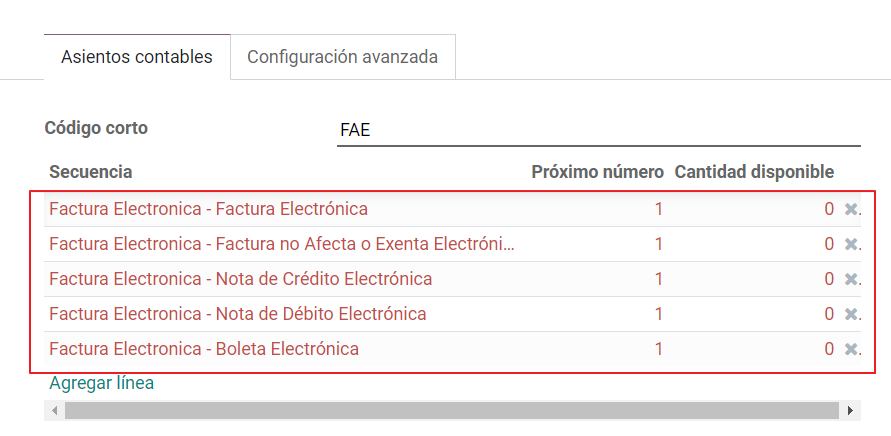 Asientos contables Configuración avanzada
Código corto FAE
Secuencia Próximo número Cantidad disponible
Factura Electronica - Factura Electrónica 1 0
Factura Electronica - Factura no Afecta o Exenta Electróni... 1 0
Factura Electronica - Nota de Crédito Electrónica 1 0
Factura Electronica - Nota de Débito Electrónica 1 0
Factura Electronica - Boleta Electrónica 1 0
Agregar línea